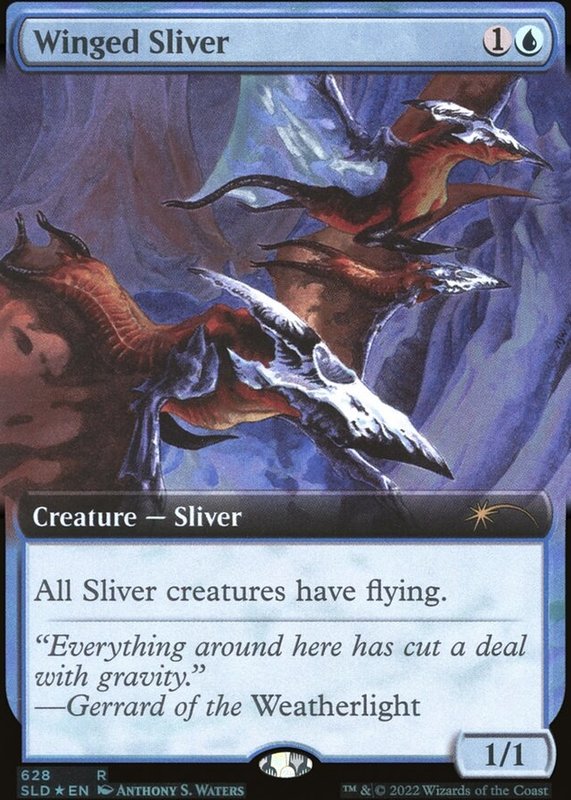 Winged Sliver 1
Creature — Sliver
All Sliver creatures have flying.
“Everything around here has cut a deal
with gravity.”
—Gerrard of the Weatherlight
1/1
628 R
SLD★EN Anthony S. Waters
™ & © 2022 Wizards of the Coast